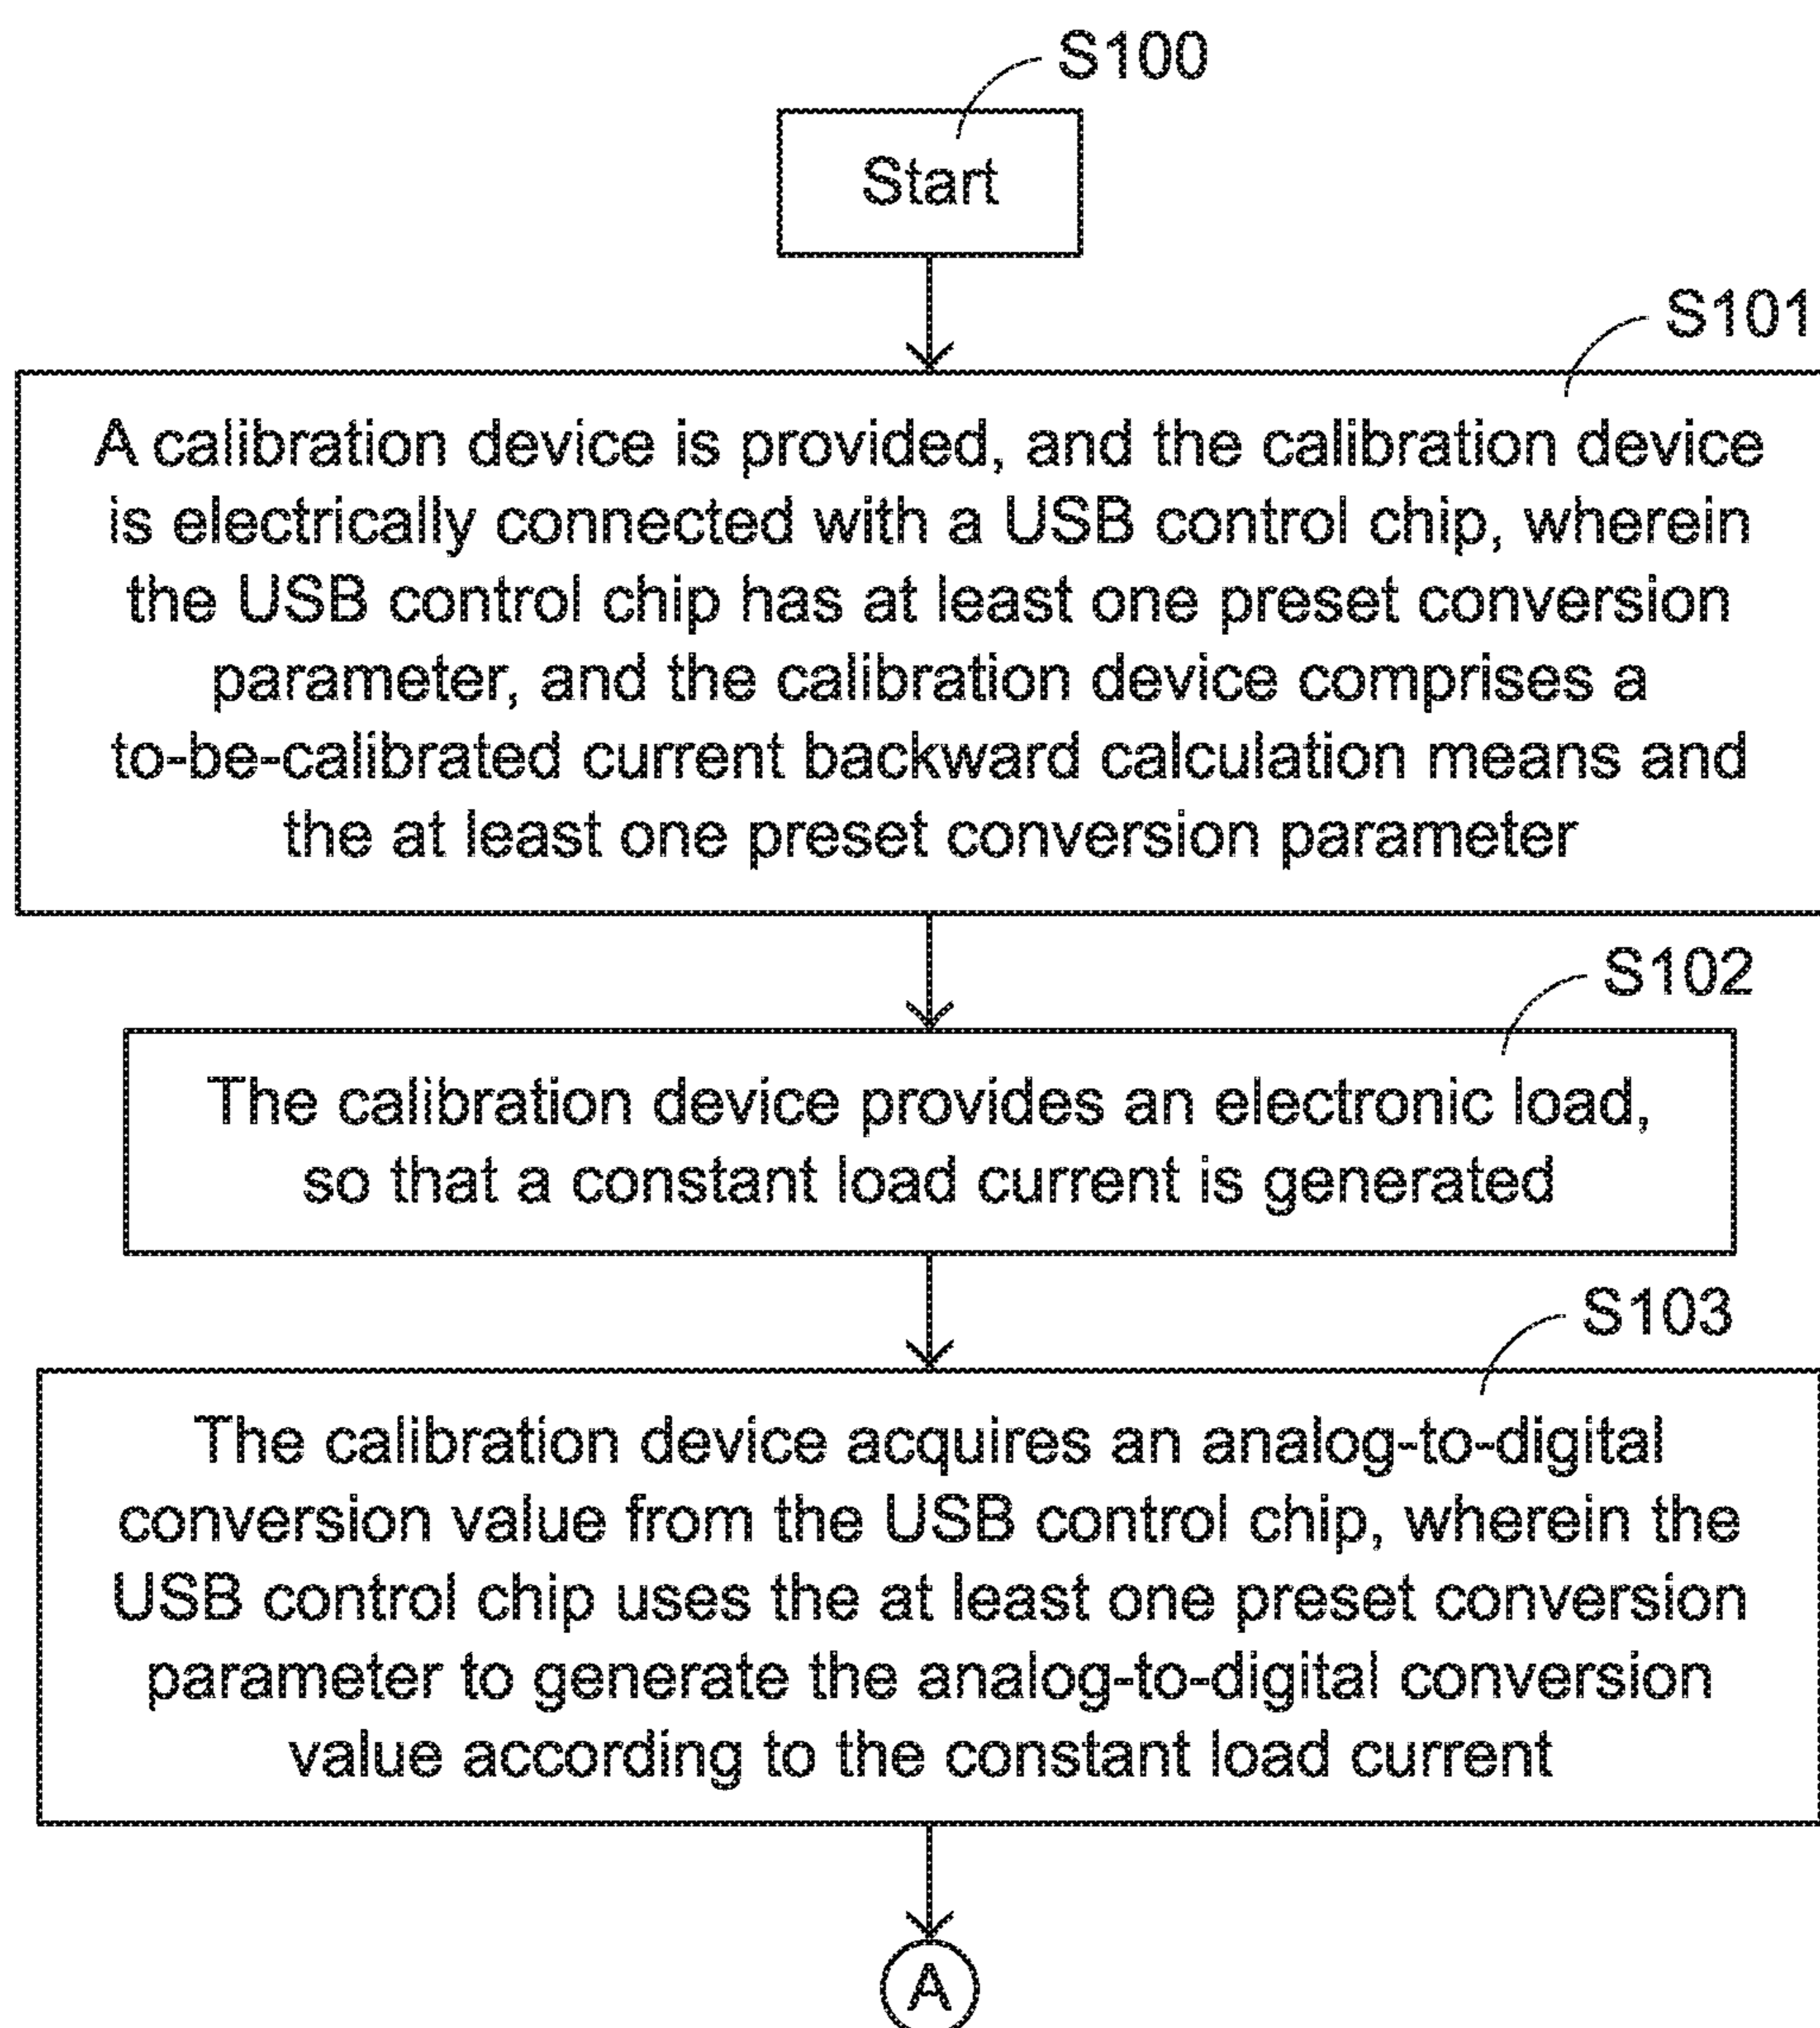 S100
Start
S101
A calibration device is provided, and the calibration device
is electrically connected with a USB control chip, wherein
the USB control chip has at least one preset conversion
parameter, and the calibration device comprises a
to-be-calibrated current backward calculation means and
the at least one preset conversion parameter
S102
The calibration device provides an electronic load,
so that a constant load current is generated
S103
The calibration device acquires an analog-to-digital
conversion value from the USB control chip, wherein the
USB control chip uses the at least one preset conversion
parameter to generate the analog-to-digital conversion
value according to the constant load current
A